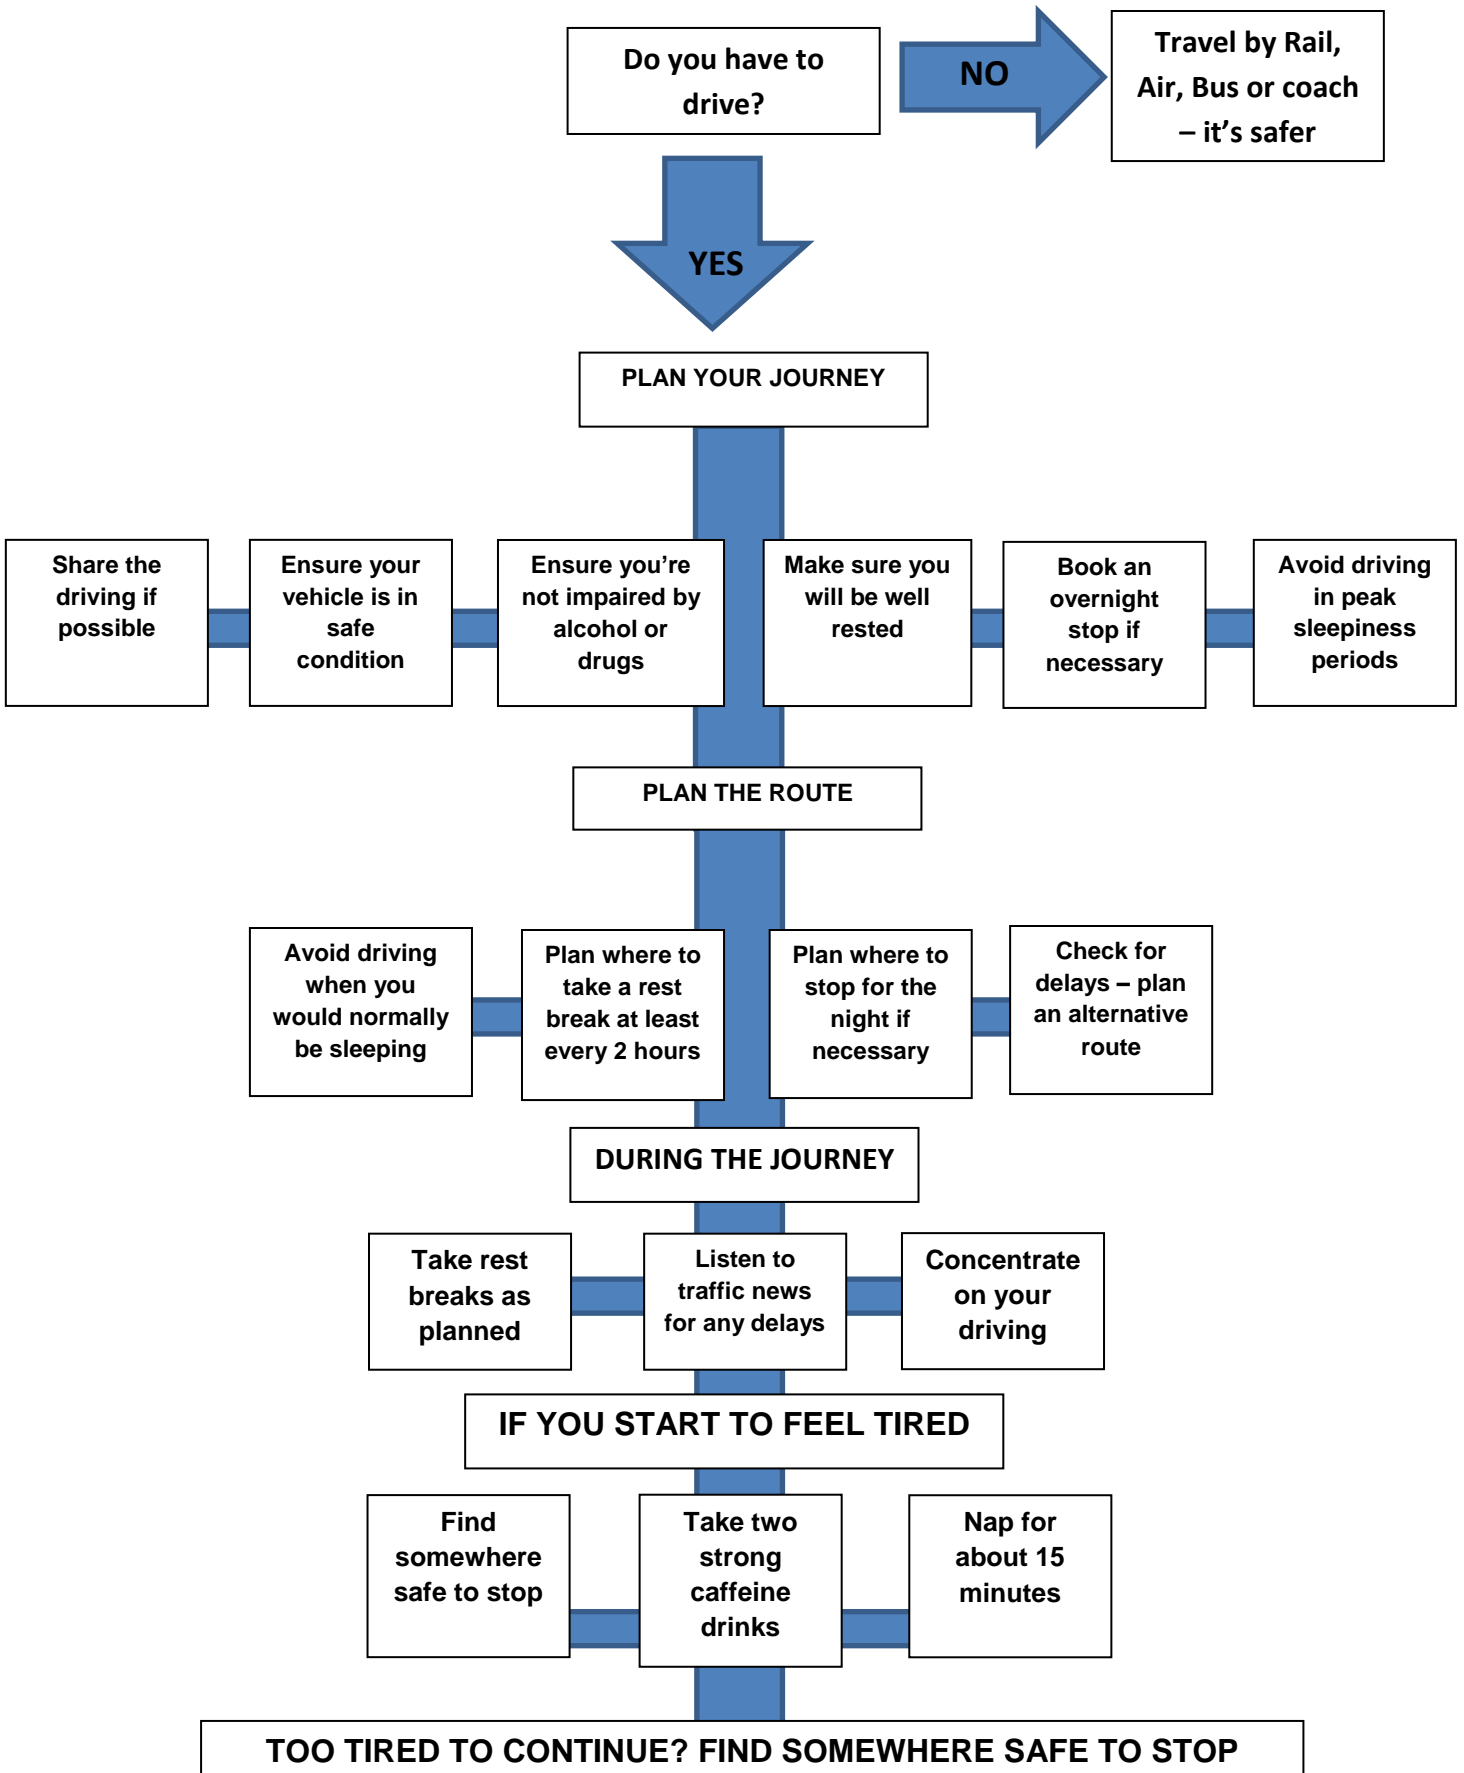 Do you have to
drive?
NO
Travel by Rail,
Air, Bus or coach
– it’s safer
YES
PLAN YOUR JOURNEY
Share the
driving if
possible
Ensure your
vehicle is in
safe
condition
Ensure you’re
not impaired by
alcohol or
drugs
Make sure you
will be well
rested
Book an
overnight
stop if
necessary
Avoid driving
in peak
sleepiness
periods
PLAN THE ROUTE
Avoid driving
when you
would normally
be sleeping
Plan where to
take a rest
break at least
every 2 hours
Plan where to
stop for the
night if
necessary
Check for
delays – plan
an alternative
route
DURING THE JOURNEY
Take rest
breaks as
planned
Listen to
traffic news
for any delays
Concentrate
on your
driving
IF YOU START TO FEEL TIRED
Find
somewhere
safe to stop
Take two
strong
caffeine
drinks
Nap for
about 15
minutes
TOO TIRED TO CONTINUE? FIND SOMEWHERE SAFE TO STOP